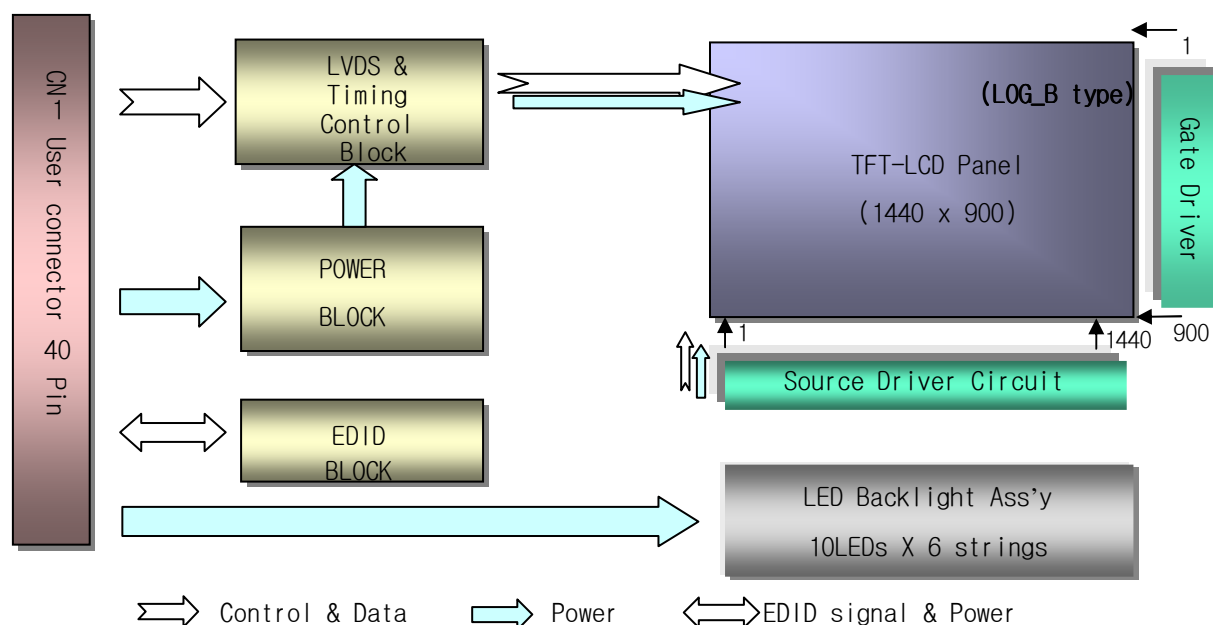 CN-1 User connector 40 Pin
LVDS &
Timing
Control
Block
POWER
BLOCK
EDID
BLOCK
(LOG_B type)
TFT-LCD Panel
(1440 x 900)
1
Gate Driver
900
1
1440
Source Driver Circuit
LED Backlight Ass’y
10LEDs X 6 strings
Control & Data
Power
EDID signal & Power